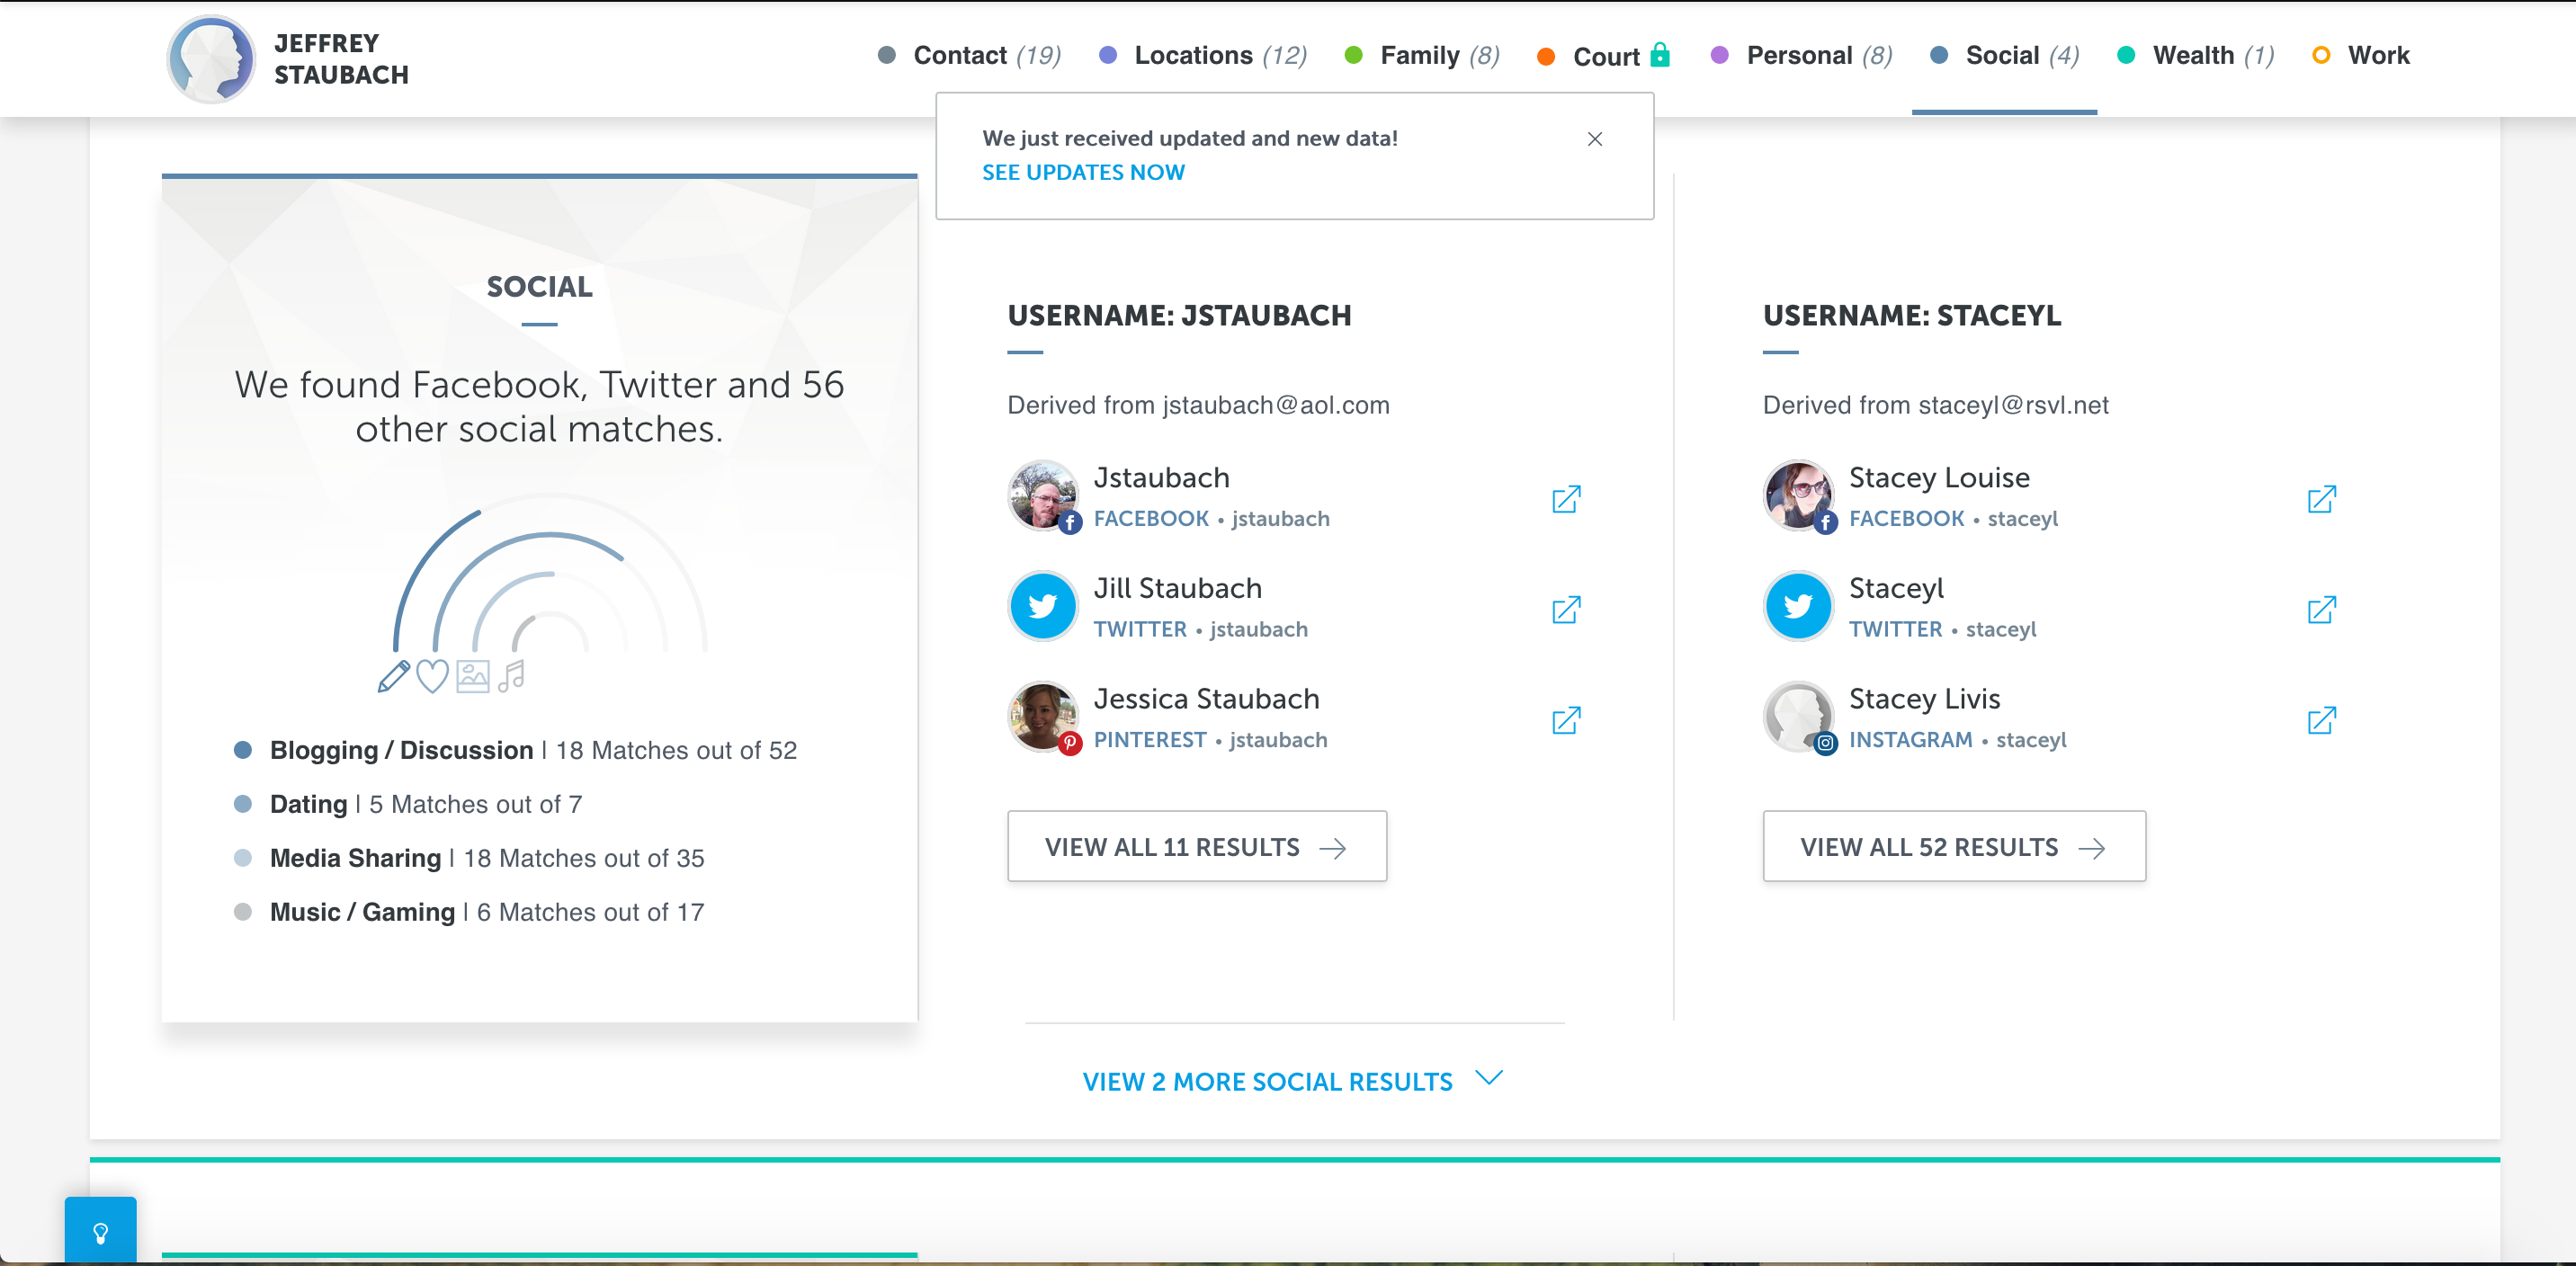 JEFFREY
STAUBACH
Contact (19)
Locations (12)
Family (8)
Court
Personal (8)
Social (4)
Wealth (1)
Work
We just received updated and new data!
SEE UPDATES NOW
SOCIAL
We found Facebook, Twitter and 56
other social matches.
Blogging / Discussion | 18 Matches out of 52
Dating | 5 Matches out of 7
Media Sharing | 18 Matches out of 35
Music / Gaming | 6 Matches out of 17
USERNAME: JSTAUBACH
Derived from jstaubach@aol.com
Jstaubach
FACEBOOK • jstaubach
Jill Staubach
TWITTER • jstaubach
Jessica Staubach
PINTEREST • jstaubach
VIEW ALL 11 RESULTS
USERNAME: STACEYL
Derived from staceyl@rsvl.net
Stacey Louise
FACEBOOK • staceyl
Staceyl
TWITTER • staceyl
Stacey Livis
INSTAGRAM • staceyl
VIEW ALL 52 RESULTS
VIEW 2 MORE SOCIAL RESULTS